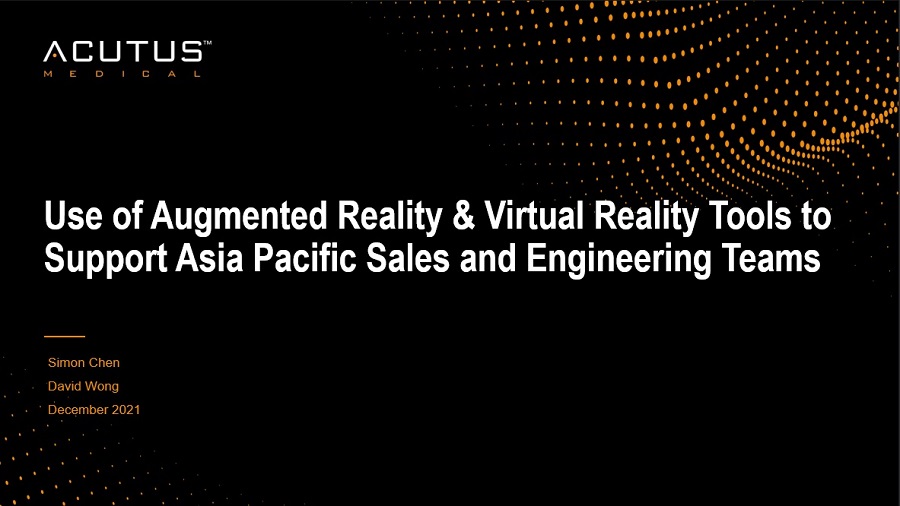 ACUTUS™
MEDICAL
Use of Augmented Reality & Virtual Reality Tools to
Support Asia Pacific Sales and Engineering Teams
Simon Chen
David Wong
December 2021